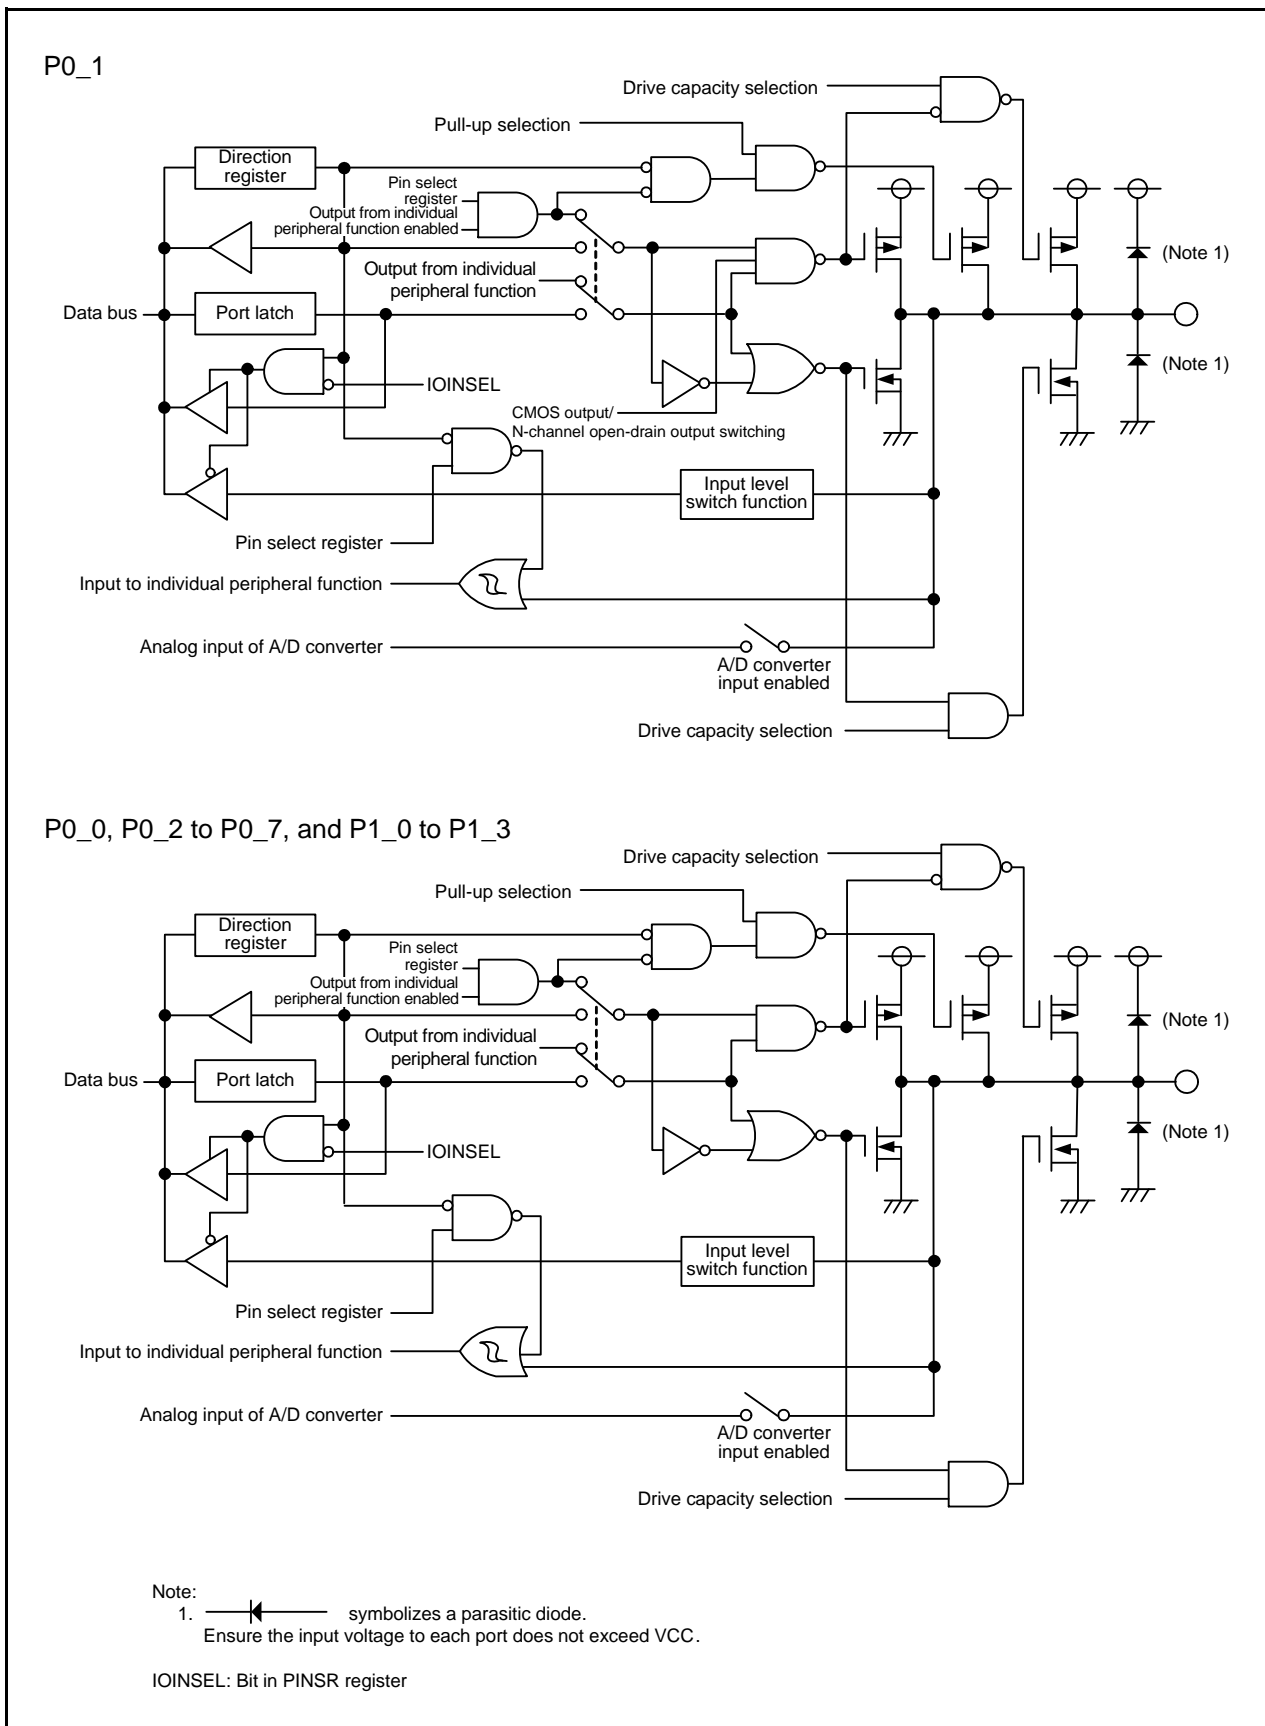 P0_1
Drive capacity selection
Pull-up selection
Direction
register
Pin select
register
Output from individual
peripheral function enabled
(Note 1)
Output from individual
peripheral function
Data bus
Port latch
(Note 1)
IOINSEL
CMOS output/
N-channel open-drain output switching
Input level
switch function
Pin select register
Input to individual peripheral function
Analog input of A/D converter
A/D converter
input enabled
Drive capacity selection
P0_0, P0_2 to P0_7, and P1_0 to P1_3
Drive capacity selection
Pull-up selection
Direction
register
Pin select
register
Output from individual
peripheral function enabled
(Note 1)
Output from individual
peripheral function
Data bus
Port latch
(Note 1)
IOINSEL
Input level
switch function
Pin select register
Input to individual peripheral function
Analog input of A/D converter
A/D converter
input enabled
Drive capacity selection
Note:
1. symbolizes a parasitic diode.
Ensure the input voltage to each port does not exceed VCC.
IOINSEL: Bit in PINSR register